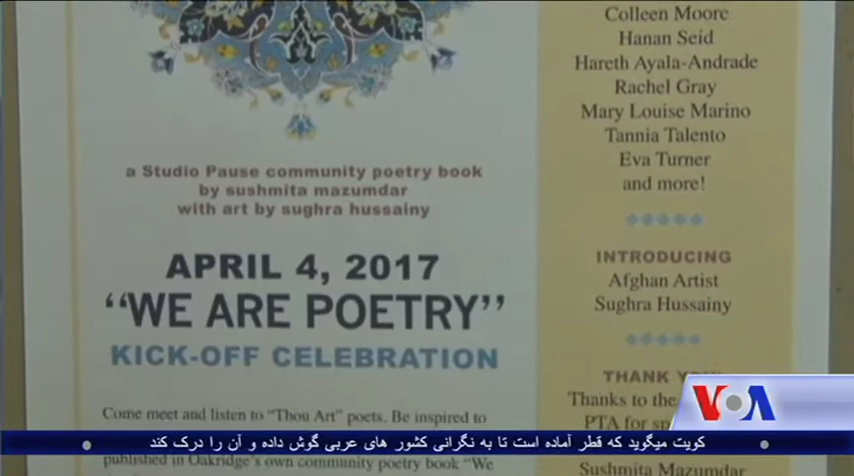 a Studio Pause community poetry book
by sushmita mazumdar
with art by sughra hussainy
APRIL 4, 2017
“WE ARE POETRY”
KICK-OFF CELEBRATION
Come meet and listen to “Thou Art” poets. Be inspired to
published in Oakridge's own community poetry book “We
Colleen Moore
Hanan Seid
Hareth Ayala-Andrade
Rachel Gray
Mary Louise Marino
Tannia Talento
Eva Turner
and more!
INTRODUCING
Afghan Artist
Sughra Hussainy
THANK
Thanks to the
PTA for
Sushmita Mazumdar
VOA
کویت میگوید که قطر آماده است تا به نگرانی کشور های عربی گوش داده و آن را درک کند